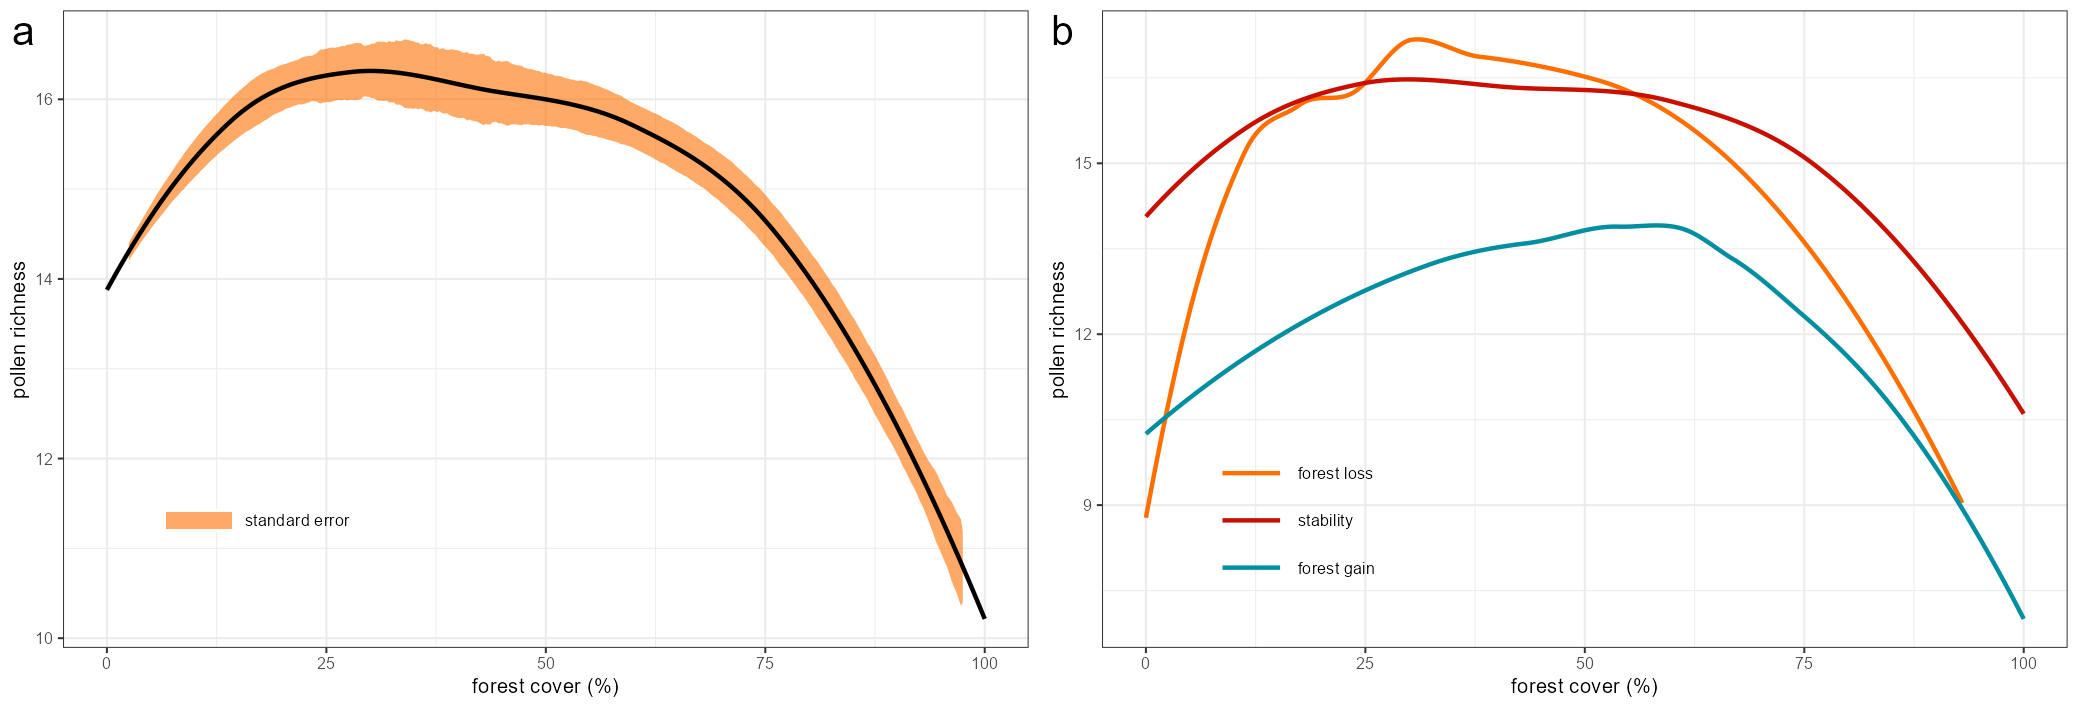 a
pollen richness
16
14
12
10
0 25 50 75 100
forest cover (%)
standard error
b
pollen richness
15
12
9
0 25 50 75 100
forest cover (%)
forest loss
stability
forest gain